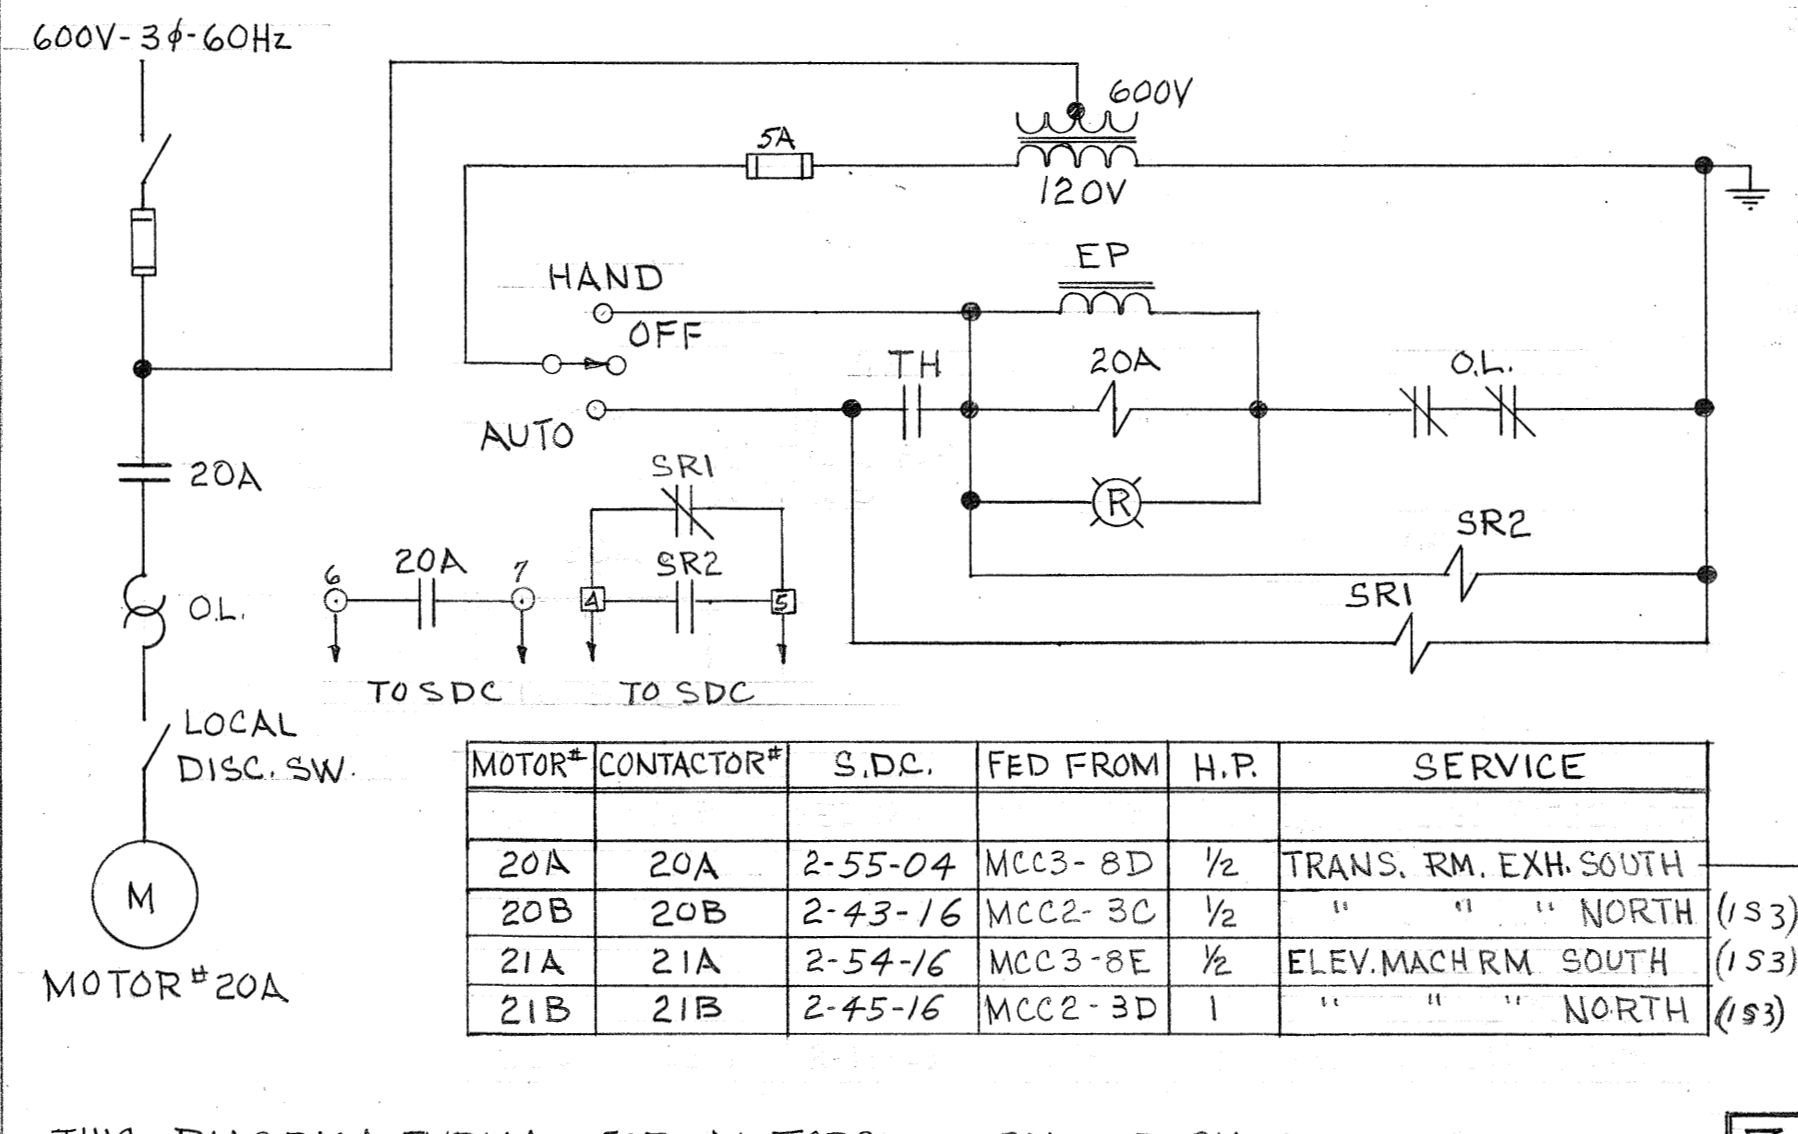 600V-3ϕ-60Hz
600V
5A
120V
EP
HAND
OFF
TH
20A
O.L.
AUTO
SR1
20A
SR2
20A
SR2
6
7
4
5
SR1
O.L.
TO SDC
TO SDC
LOCAL
DISC. SW.
M
MOTOR#20A
R
MOTOR# CONTACTOR# S.D.C. FED FROM H.P. SERVICE
20A 20A 2-55-04 MCC3-8D 1/2 TRANS. RM. EXH. SOUTH
20B 20B 2-43-16 MCC2-3C 1/2 " " " NORTH (1S3)
21A 21A 2-54-16 MCC3-8E 1/2 ELEV. MACH RM SOUTH (1S3)
21B 21B 2-45-16 MCC2-3D 1 " " " NORTH (1S3)